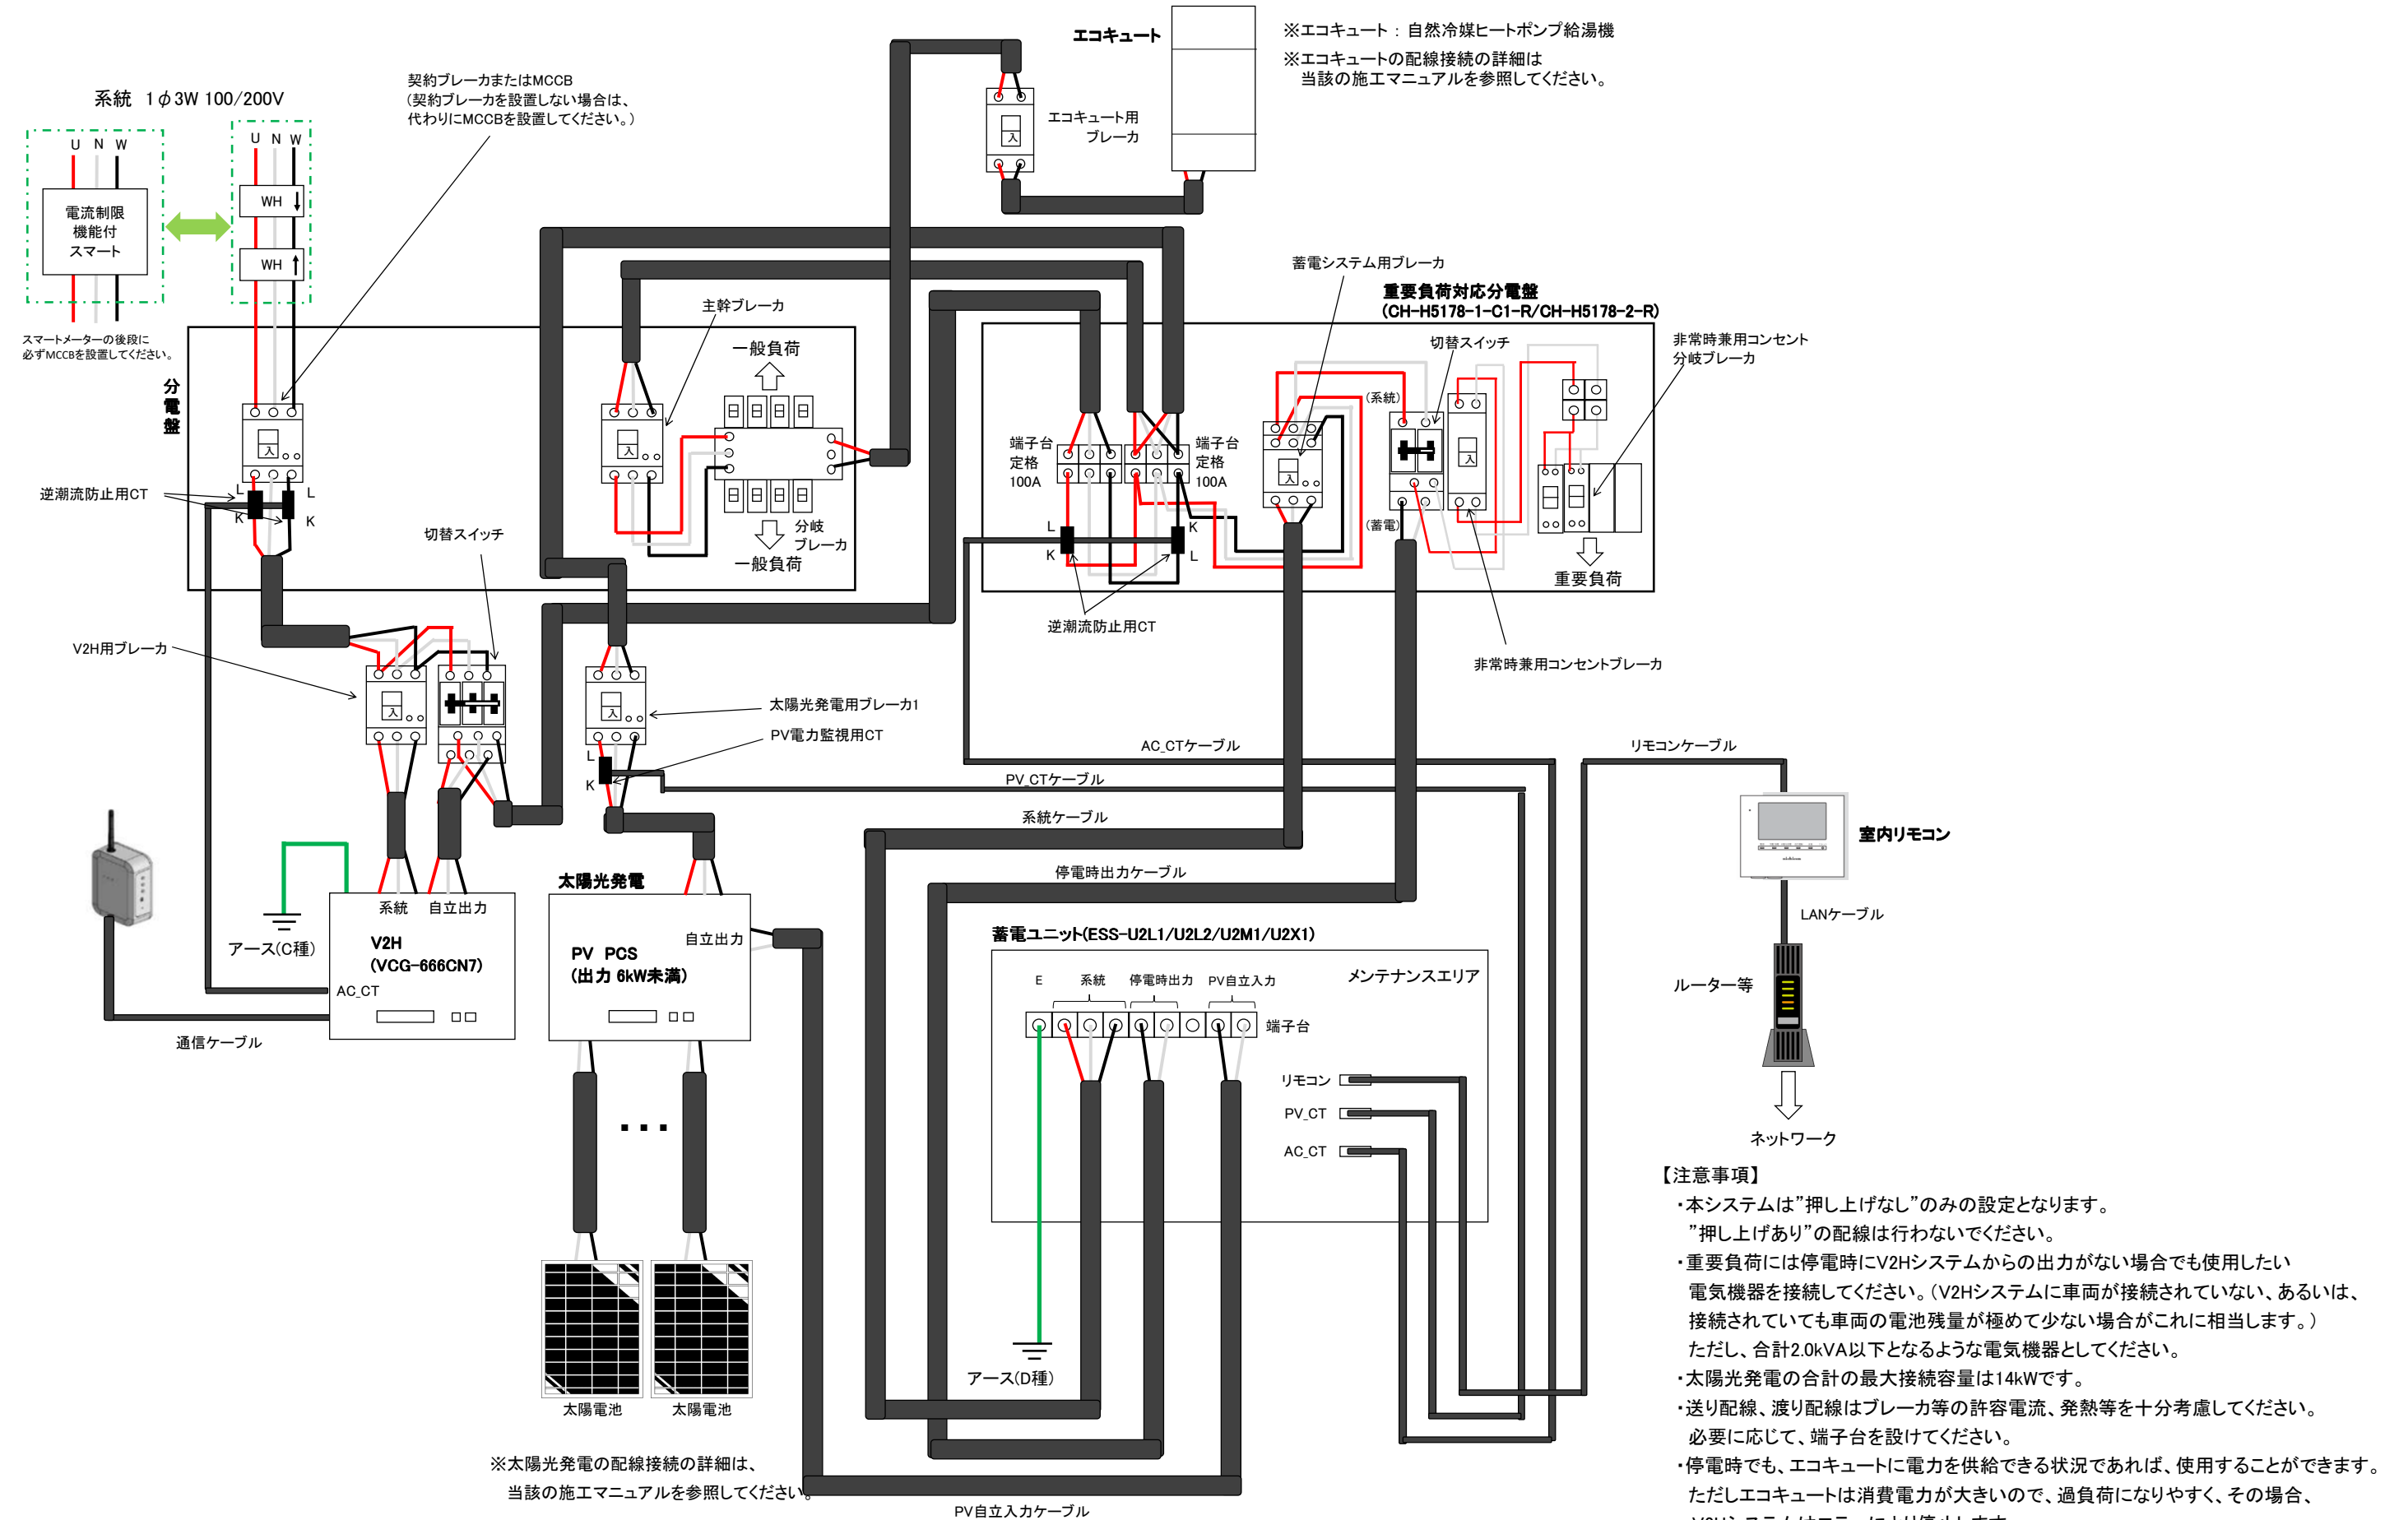 エコキュート
※エコキュート : 自然冷媒ヒートポンプ給湯機
※エコキュートの配線接続の詳細は
当該の施工マニュアルを参照してください。
エコキュート用
ブレーカ
系統 1φ3W 100/200V
契約ブレーカまたはMCCB
(契約ブレーカを設置しない場合は、
代わりにMCCBを設置してください。)
U N W
U N W
電流制限
機能付
スマート
WH
WH
スマートメーターの後段に
必ずMCCBを設置してください。
分電盤
主幹ブレーカ
一般負荷
入
入
入
分岐
ブレーカ
一般負荷
逆潮流防止用CT
L
K
L
K
蓄電システム用ブレーカ
重要負荷対応分電盤
(CH-H5178-1-C1-R/CH-H5178-2-R)
切替スイッチ
非常時兼用コンセント
分岐ブレーカ
(系統)
(蓄電)
端子台
定格
100A
端子台
定格
100A
入
入
L
K
K
L
重要負荷
逆潮流防止用CT
非常時兼用コンセントブレーカ
切替スイッチ
V2H用ブレーカ
入
入
太陽光発電用ブレーカ1
PV電力監視用CT
L
K
AC_CTケーブル
PV_CTケーブル
系統ケーブル
停電時出力ケーブル
リモコンケーブル
室内リモコン
LANケーブル
ルーター等
ネットワーク
アース(C種)
系統 自立出力
V2H
(VCG-666CN7)
AC_CT
通信ケーブル
太陽光発電
自立出力
PV PCS
(出力 6kW未満)
・・・
太陽電池
太陽電池
※太陽光発電の配線接続の詳細は、
当該の施工マニュアルを参照してください。
蓄電ユニット(ESS-U2L1/U2L2/U2M1/U2X1)
メンテナンスエリア
E 系統 停電時出力 PV自立入力
端子台
リモコン
PV_CT
AC_CT
アース(D種)
PV自立入力ケーブル
【注意事項】
・本システムは”押し上げなし”のみの設定となります。
”押し上げあり”の配線は行わないでください。
・重要負荷には停電時にV2Hシステムからの出力がない場合でも使用したい
電気機器を接続してください。(V2Hシステムに車両が接続されていない、あるいは、
接続されていても車両の電池残量が極めて少ない場合がこれに相当します。)
ただし、合計2.0kVA以下となるような電気機器としてください。
・太陽光発電の合計の最大接続容量は14kWです。
・送り配線、渡り配線はブレーカ等の許容電流、発熱等を十分考慮してください。
必要に応じて、端子台を設けてください。
・停電時でも、エコキュートに電力を供給できる状況であれば、使用することができます。
ただしエコキュートは消費電力が大きいので、過負荷になりやすく、その場合、